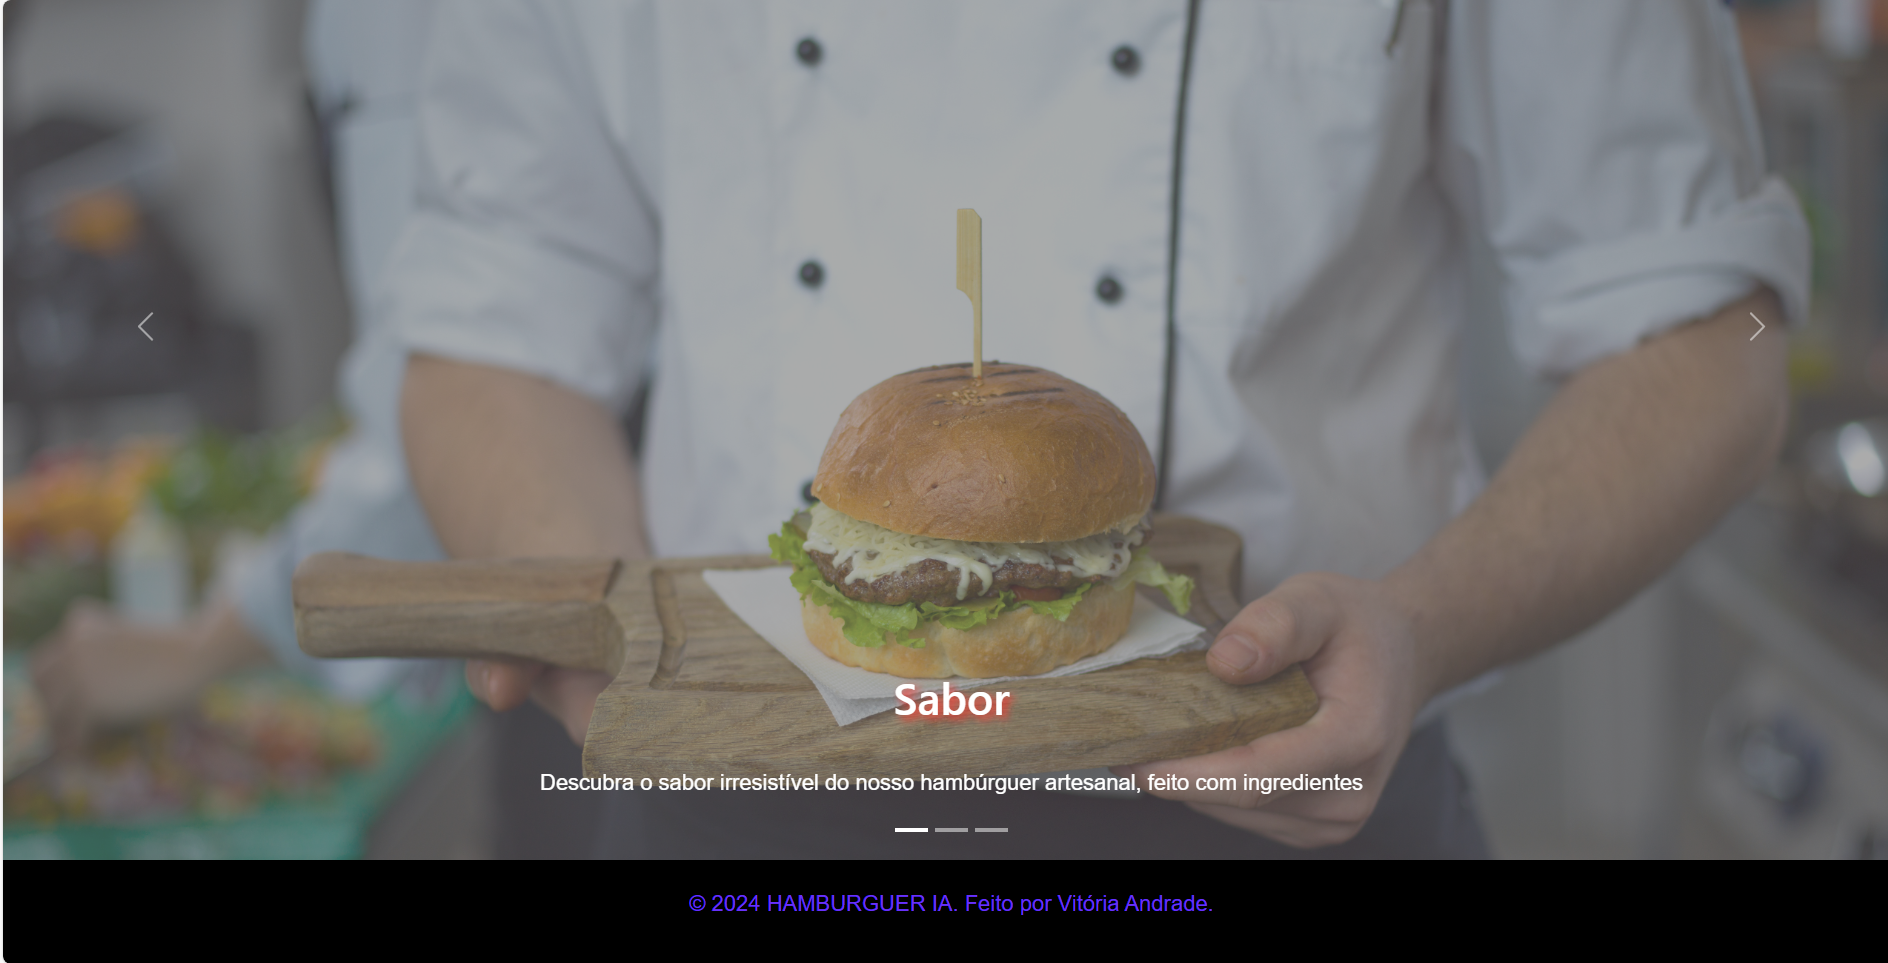 Sabor
Descubra o sabor irresistível do nosso hambúrguer artesanal, feito com ingredientes
© 2024 HAMBURGUER IA. Feito por Vitória Andrade.